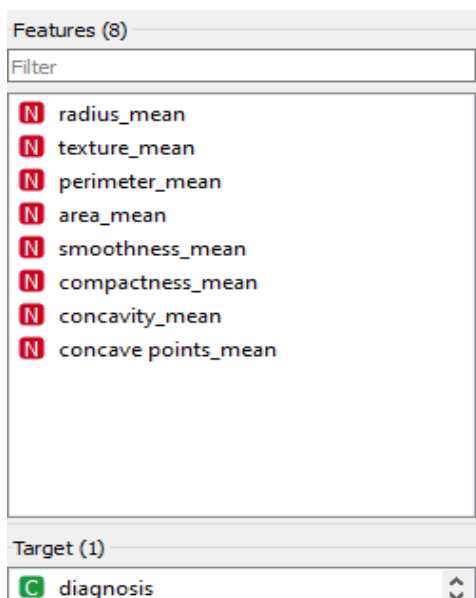 Features (8)
Filter
N radius_mean
N texture_mean
N perimeter_mean
N area_mean
N smoothness_mean
N compactness_mean
N concavity_mean
N concave points_mean
Target (1)
C diagnosis